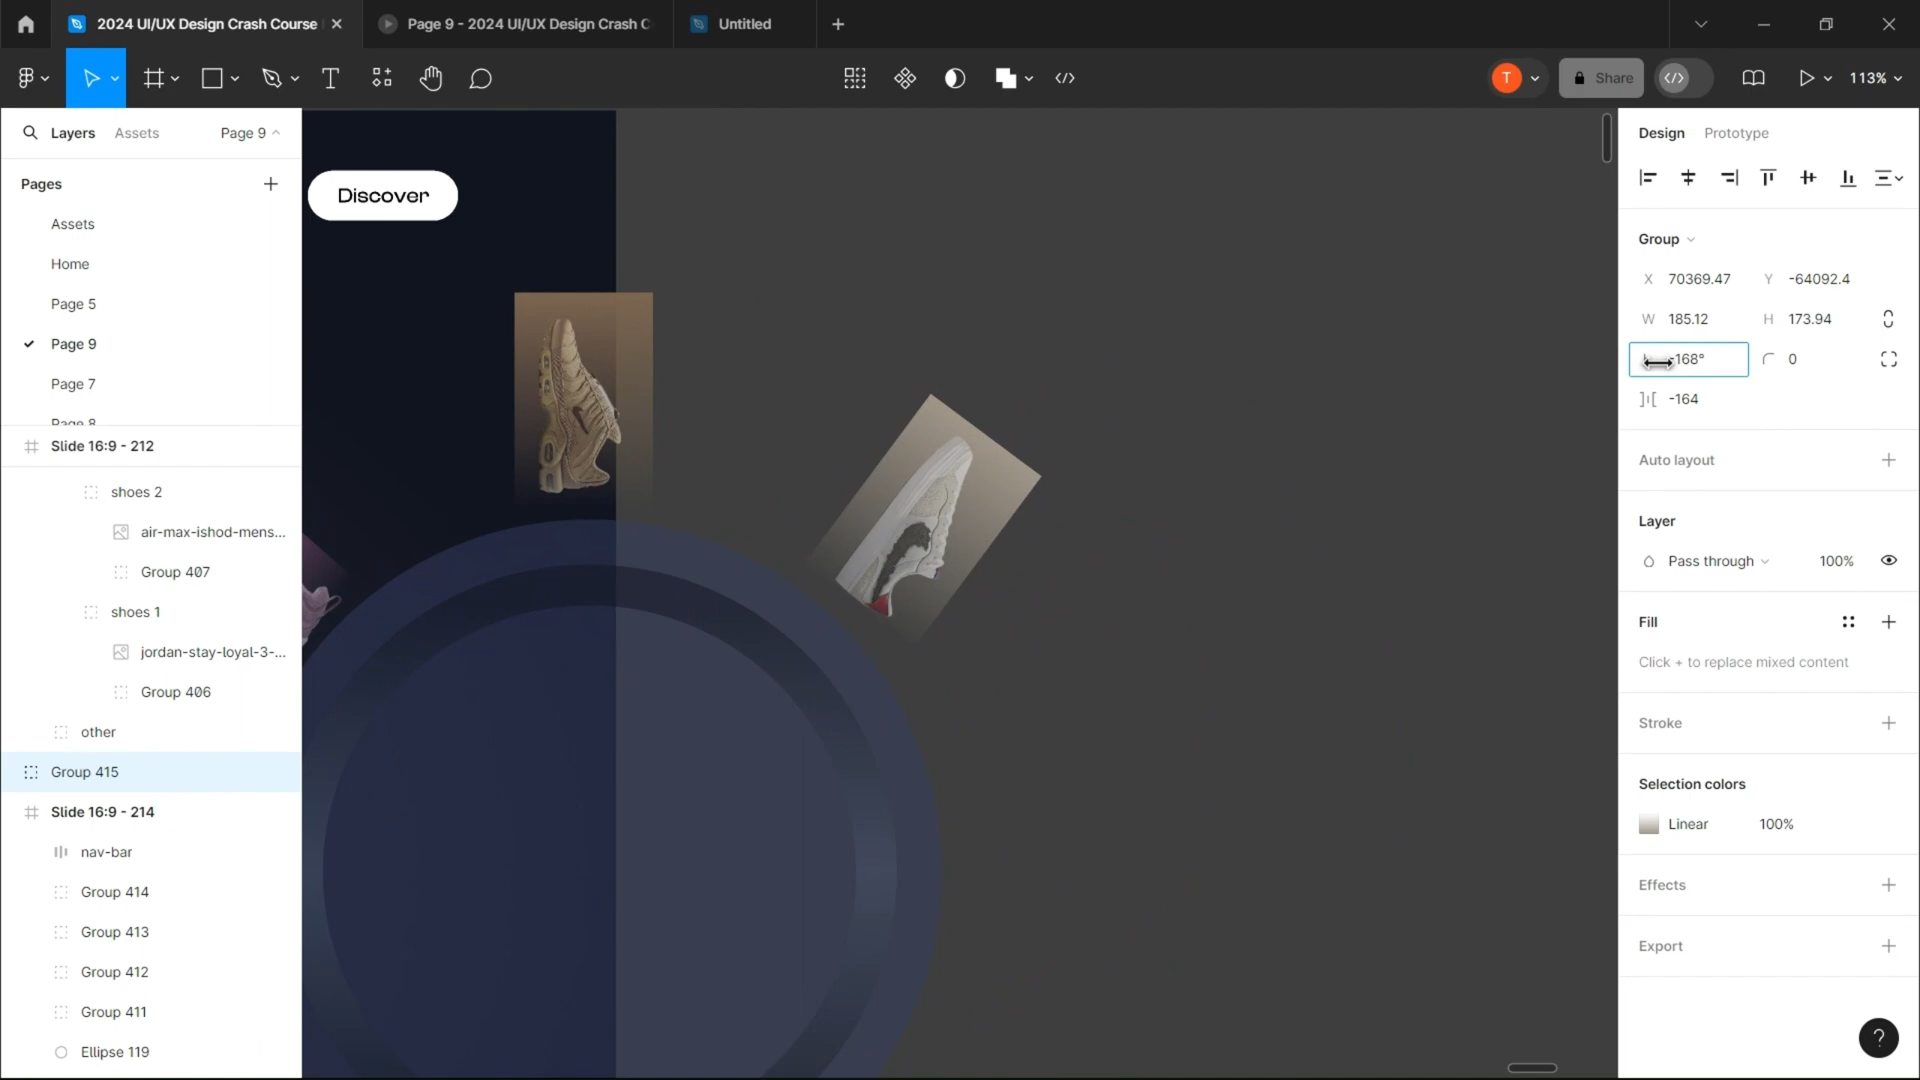 2024 UI/UX Design Crash Course
Page 9 - 2024 UI/UX Design Crash C
Untitled
T
Share
113%
Layers
Assets
Page 9
Pages
Assets
Home
Page 5
Page 9
Page 7
Page 8
Slide 16:9 - 212
shoes 2
air-max-ishod-mens...
Group 407
shoes 1
jordan-stay-loyal-3-...
Group 406
other
Group 415
Slide 16:9 - 214
nav-bar
Group 414
Group 413
Group 412
Group 411
Ellipse 119
Discover
Design
Prototype
Group
X 70369.47 Y -64092.4
W 185.12 H 173.94
-168° 0
-164
Auto layout
Layer
Pass through 100%
Fill
Click + to replace mixed content
Stroke
Selection colors
Linear 100%
Effects
Export
?